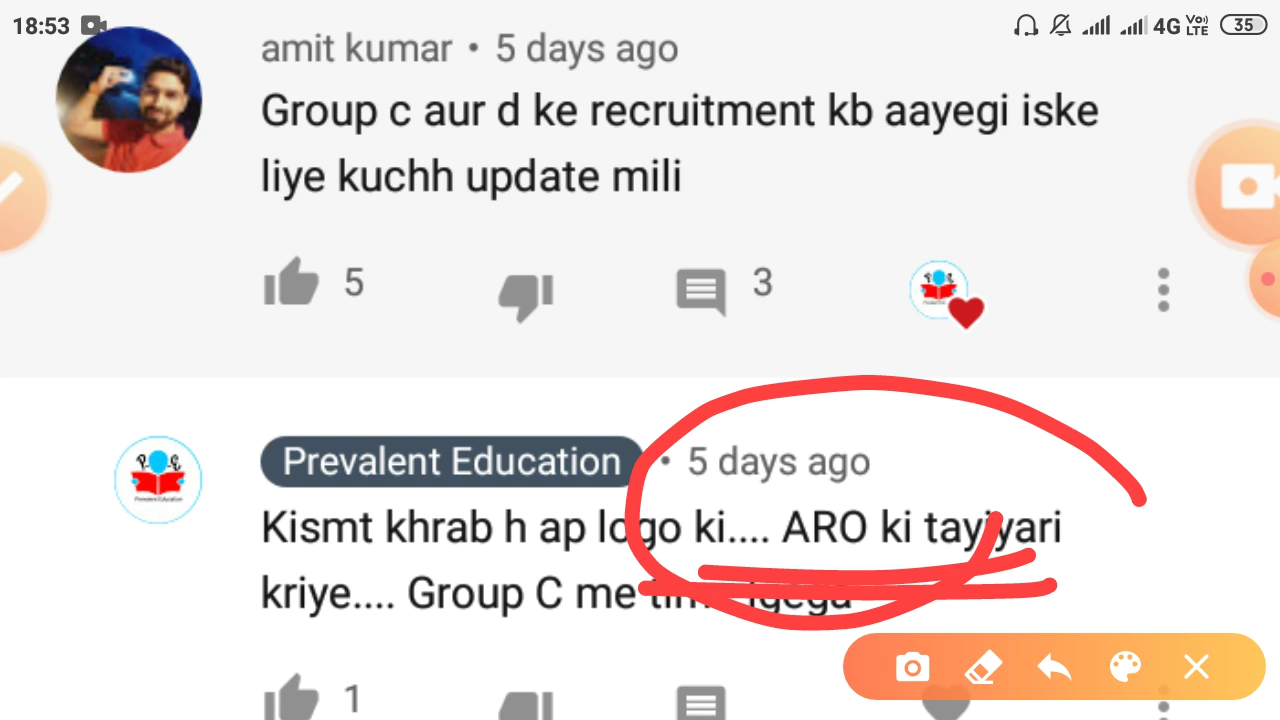 18:53 4G Vo) LTE 35
amit kumar • 5 days ago
Group c aur d ke recruitment kb aayegi iske
liye kuchh update mili
5 3
Prevalent Education • 5 days ago
Kismt khrab h ap logo ki.... ARO ki tayiyari
kriye.... Group C me
1